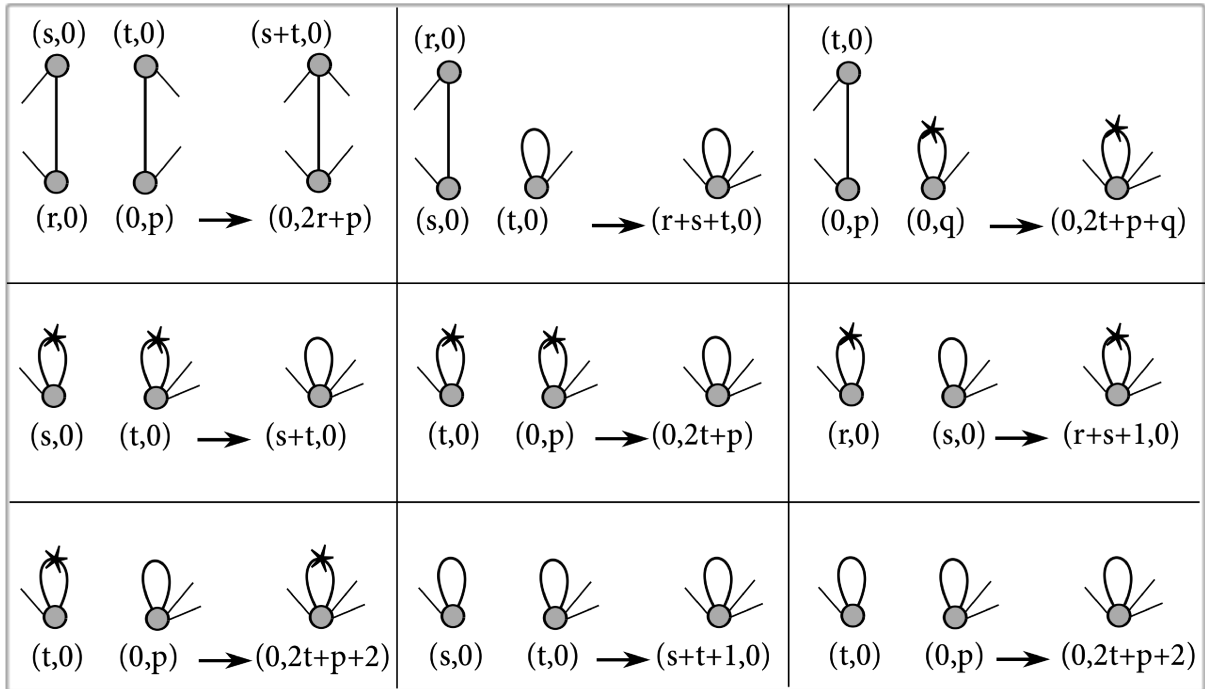 (s,0) (t,0) (s+t,0)
(r,0) (0,p) (0,2r+p)
(r,0)
(s,0) (t,0) (r+s+t,0)
(t,0)
(0,p) (0,q) (0,2t+p+q)
(s,0) (t,0) (s+t,0)
(t,0) (0,p) (0,2t+p)
(r,0) (s,0) (r+s+1,0)
(t,0) (0,p) (0,2t+p+2)
(s,0) (t,0) (s+t+1,0)
(t,0) (0,p) (0,2t+p+2)